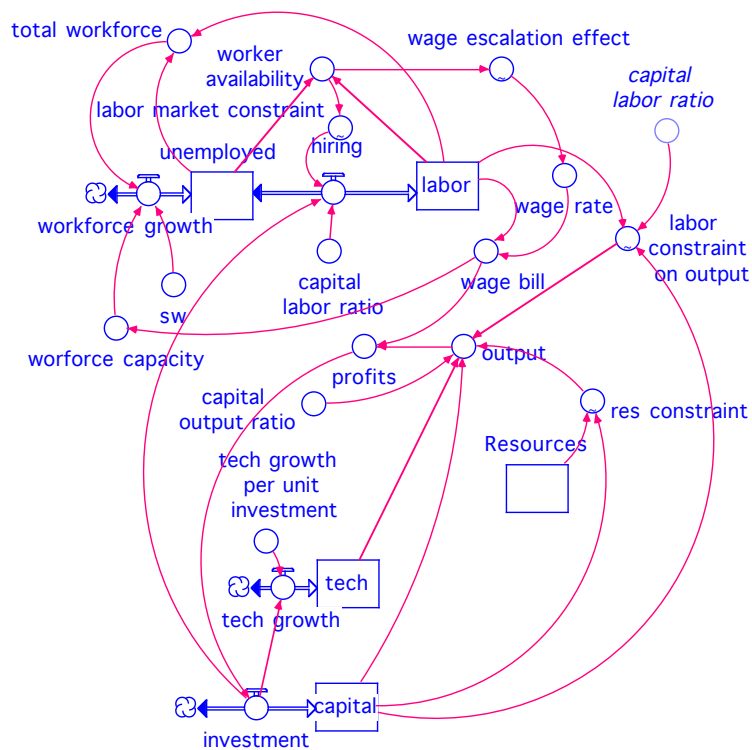 total workforce
worker
availability
wage escalation effect
capital
labor ratio
labor market constraint
~
~
hiring
unemployed
labor
wage rate
workforce growth
labor
constraint
on output
~
capital
labor ratio
wage bill
sw
worforce capacity
profits
output
capital
output ratio
res constraint
~
Resources
tech growth
per unit
investment
tech
tech growth
capital
investment